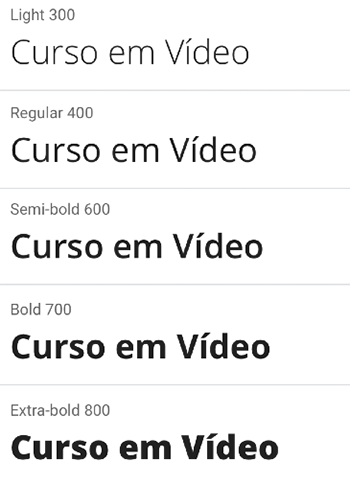 Light 300
Curso em Vídeo
Regular 400
Curso em Vídeo
Semi-bold 600
Curso em Vídeo
Bold 700
Curso em Vídeo
Extra-bold 800
Curso em Vídeo